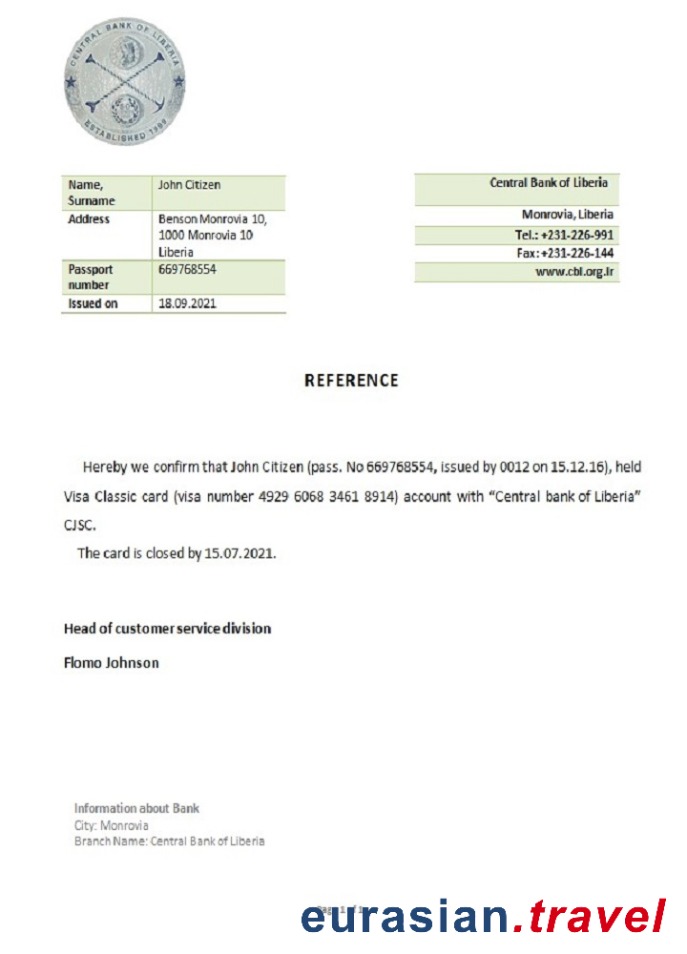 CENTRAL BANK OF LIBERIA
ESTABLISHED 1999
Name, Surname
John Citizen
Address
Benson Monrovia 10,
1000 Monrovia 10
Liberia
Passport number
669768554
Issued on
18.09.2021
Central Bank of Liberia
Monrovia, Liberia
Tel.: +231-226-991
Fax: +231-226-144
www.cbl.org.lr
REFERENCE
Hereby we confirm that John Citizen (pass. No 669768554, issued by 0012 on 15.12.16), held
Visa Classic card (visa number 4929 6068 3461 8914) account with “Central bank of Liberia”
CJSC.
The card is closed by 15.07.2021.
Head of customer service division
Flomo Johnson
Information about Bank
City: Monrovia
Branch Name: Central Bank of Liberia
Page 1 of 1
eurasian.travel